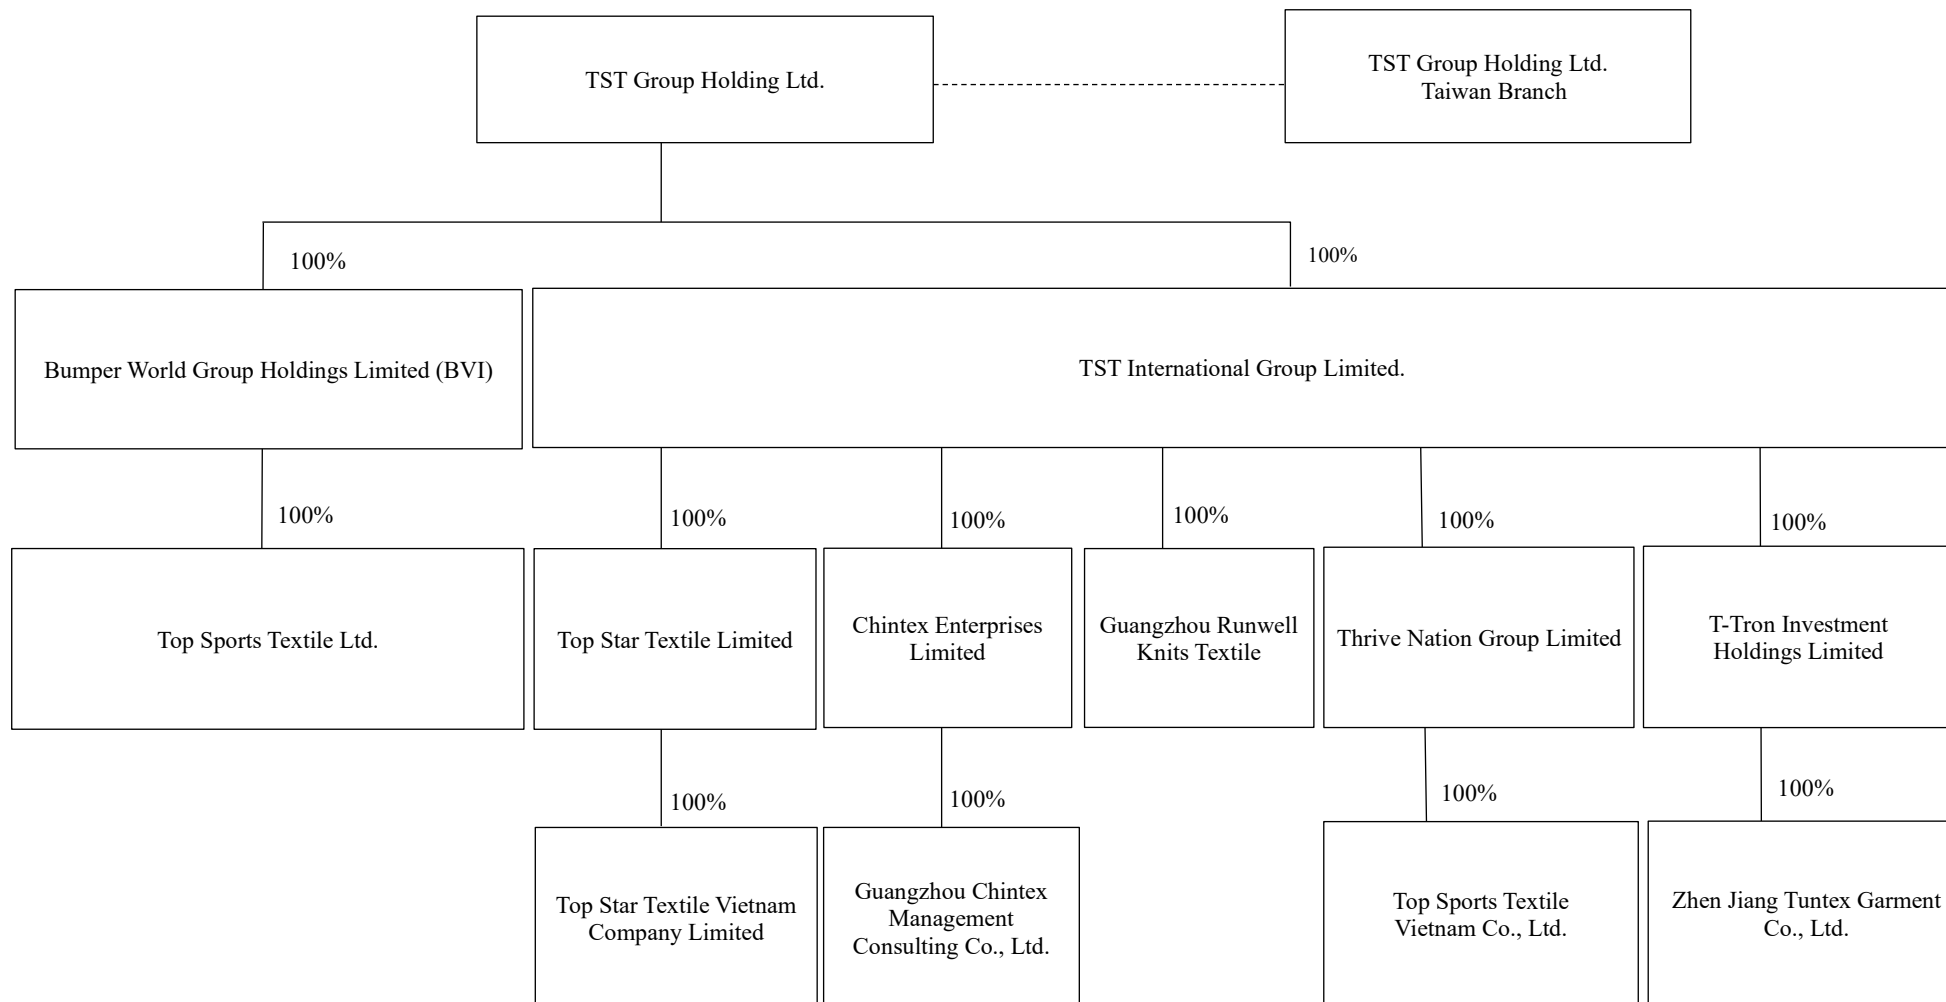 TST Group Holding Ltd.
TST Group Holding Ltd.
Taiwan Branch
100%
100%
Bumper World Group Holdings Limited (BVI)
TST International Group Limited.
100%
100%
100%
100%
100%
100%
Top Sports Textile Ltd.
Top Star Textile Limited
Chintex Enterprises
Limited
Guangzhou Runwell
Knits Textile
Thrive Nation Group Limited
T-Tron Investment
Holdings Limited
100%
100%
100%
100%
Top Star Textile Vietnam
Company Limited
Guangzhou Chintex
Management
Consulting Co., Ltd.
Top Sports Textile
Vietnam Co., Ltd.
Zhen Jiang Tuntex Garment
Co., Ltd.